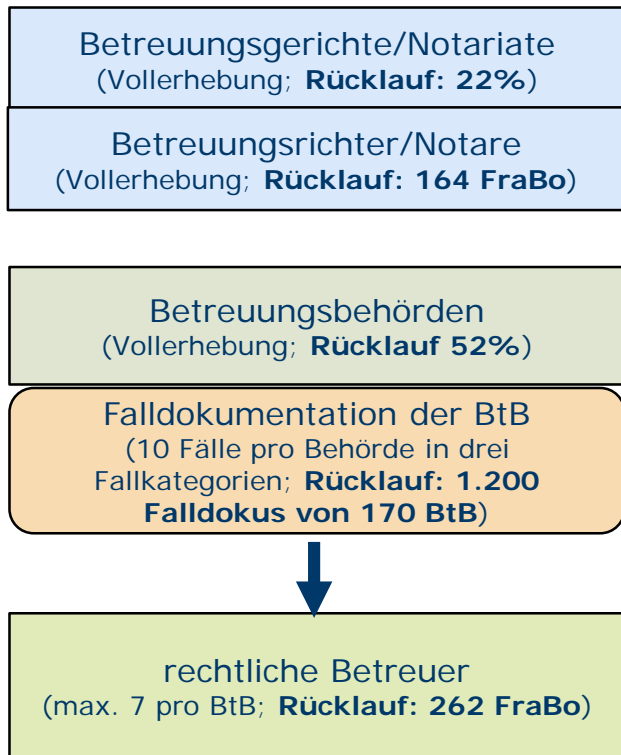 Betreuungsgerichte/Notariate
(Vollerhebung; Rücklauf: 22%)
Betreuungsrichter/Notare
(Vollerhebung; Rücklauf: 164 FraBo)
Betreuungsbehörden
(Vollerhebung; Rücklauf 52%)
Falldokumentation der BtB
(10 Fälle pro Behörde in drei
Fallkategorien; Rücklauf: 1.200
Falldokus von 170 BtB)
rechtliche Betreuer
(max. 7 pro BtB; Rücklauf: 262 FraBo)